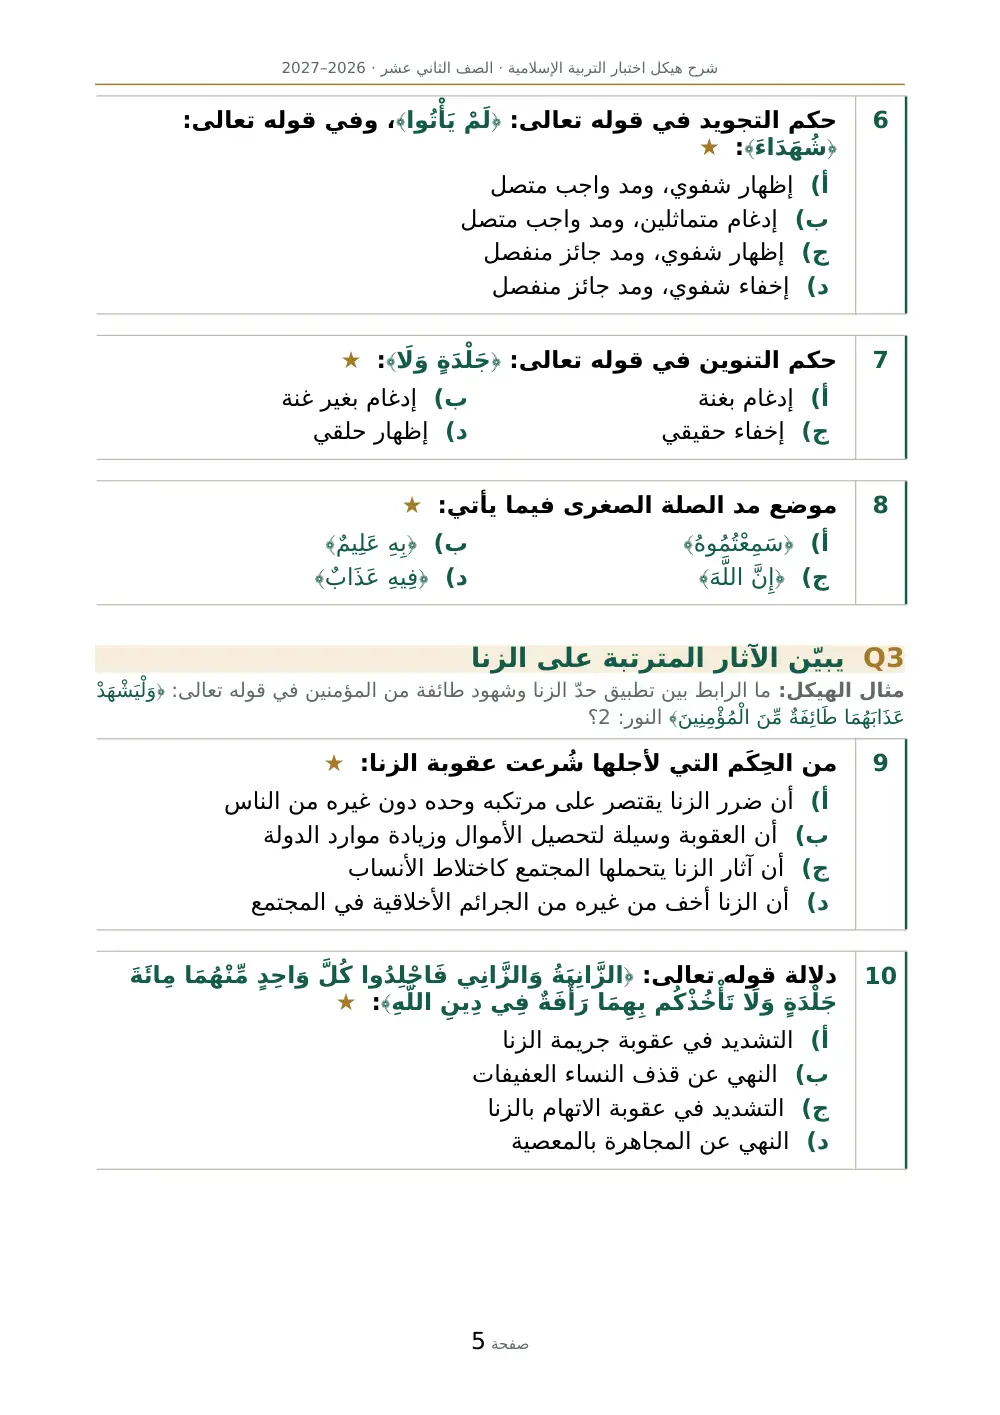 شرح هيكل اختبار التربية الإسلامية · الصف الثاني عشر · 2026–2027
6
حكم التجويد في قوله تعالى: ﴿لَمْ يَأْتُوا﴾، وفي قوله تعالى:
﴿شُهَدَاءَ﴾: ★
أ) إظهار شفوي، ومد واجب متصل
ب) إدغام متماثلين، ومد واجب متصل
ج) إظهار شفوي، ومد جائز منفصل
د) إخفاء شفوي، ومد جائز منفصل
7
حكم التنوين في قوله تعالى: ﴿جَلْدَةٍ وَلَا﴾: ★
أ) إدغام بغنة ب) إدغام بغير غنة
ج) إخفاء حقيقي د) إظهار حلقي
8
موضع مد الصلة الصغرى فيما يأتي: ★
أ) ﴿سَمِعْتُمُوهُ﴾ ب) ﴿بِهِ عَلِيمٌ﴾
ج) ﴿إِنَّ اللَّهَ﴾ د) ﴿فِيهِ عَذَابٌ﴾
Q3 يبيّن الآثار المترتبة على الزنا
مثال الهيكل: ما الرابط بين تطبيق حدّ الزنا وشهود طائفة من المؤمنين في قوله تعالى: ﴿وَلْيَشْهَدْ
عَذَابَهُمَا طَائِفَةٌ مِّنَ الْمُؤْمِنِينَ﴾ النور: 2؟
9
من الحِكَم التي لأجلها شُرعت عقوبة الزنا: ★
أ) أن ضرر الزنا يقتصر على مرتكبه وحده دون غيره من الناس
ب) أن العقوبة وسيلة لتحصيل الأموال وزيادة موارد الدولة
ج) أن آثار الزنا يتحملها المجتمع كاختلاط الأنساب
د) أن الزنا أخف من غيره من الجرائم الأخلاقية في المجتمع
10
دلالة قوله تعالى: ﴿الزَّانِيَةُ وَالزَّانِي فَاجْلِدُوا كُلَّ وَاحِدٍ مِّنْهُمَا مِائَةَ
جَلْدَةٍ وَلَا تَأْخُذْكُم بِهِمَا رَأْفَةٌ فِي دِينِ اللَّهِ﴾: ★
أ) التشديد في عقوبة جريمة الزنا
ب) النهي عن قذف النساء العفيفات
ج) التشديد في عقوبة الاتهام بالزنا
د) النهي عن المجاهرة بالمعصية
صفحة 5